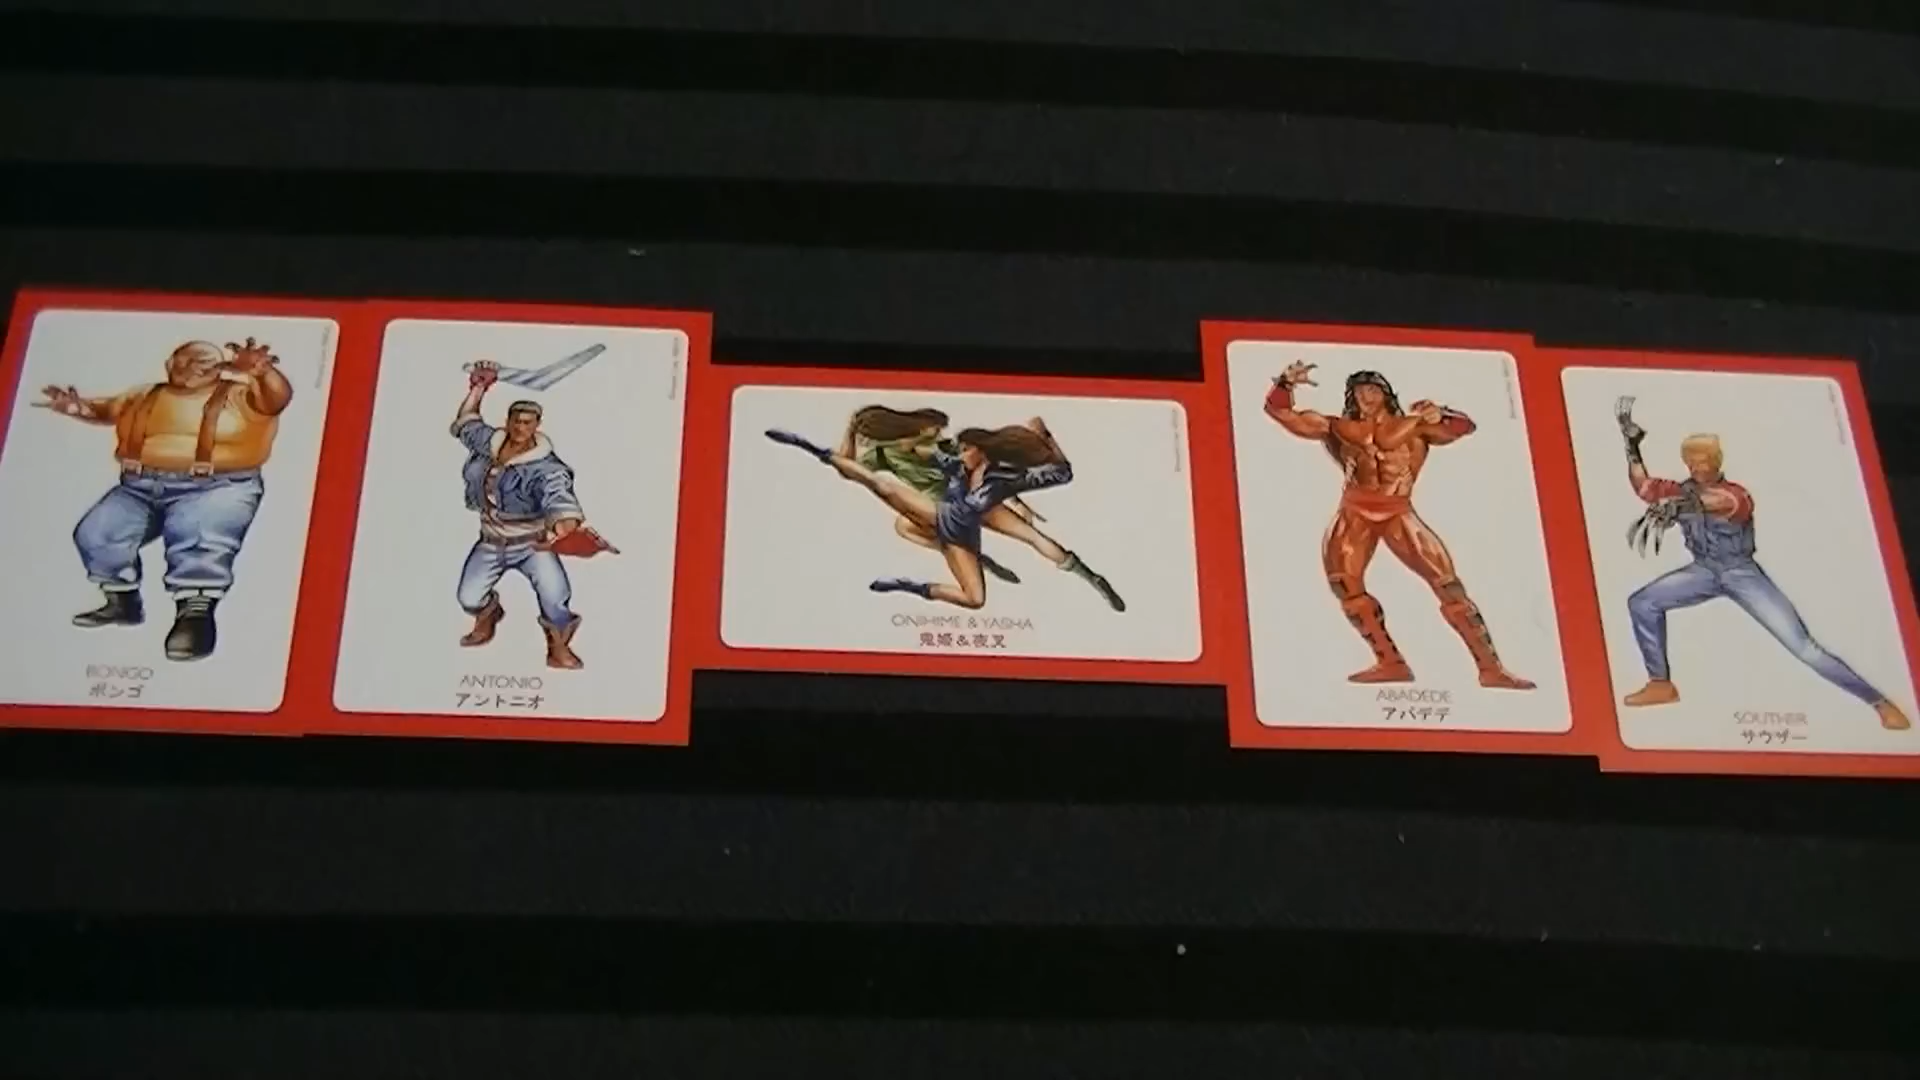 BONGO
ボンゴ
ANTONIO
アントニオ
ONIHIME & YASHA
鬼姫&夜叉
ABADEDE
アバデデ
SOUTHER
サウザー